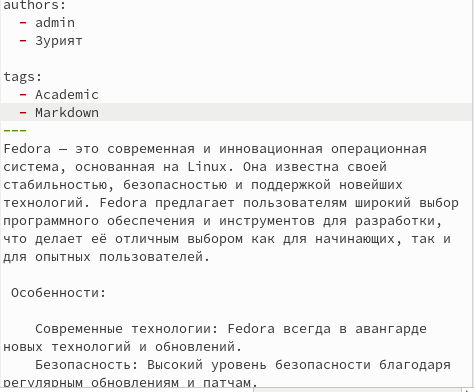 authors:
- admin
- Зурият
tags:
- Academic
- Markdown
---
Fedora — это современная и инновационная операционная
система, основанная на Linux. Она известна своей
стабильностью, безопасностью и поддержкой новейших
технологий. Fedora предлагает пользователям широкий выбор
программного обеспечения и инструментов для разработки,
что делает её отличным выбором как для начинающих, так и
для опытных пользователей.
Особенности:
Современные технологии: Fedora всегда в авангарде
новых технологий и обновлений.
Безопасность: Высокий уровень безопасности благодаря
регулярным обновлениям и патчам.